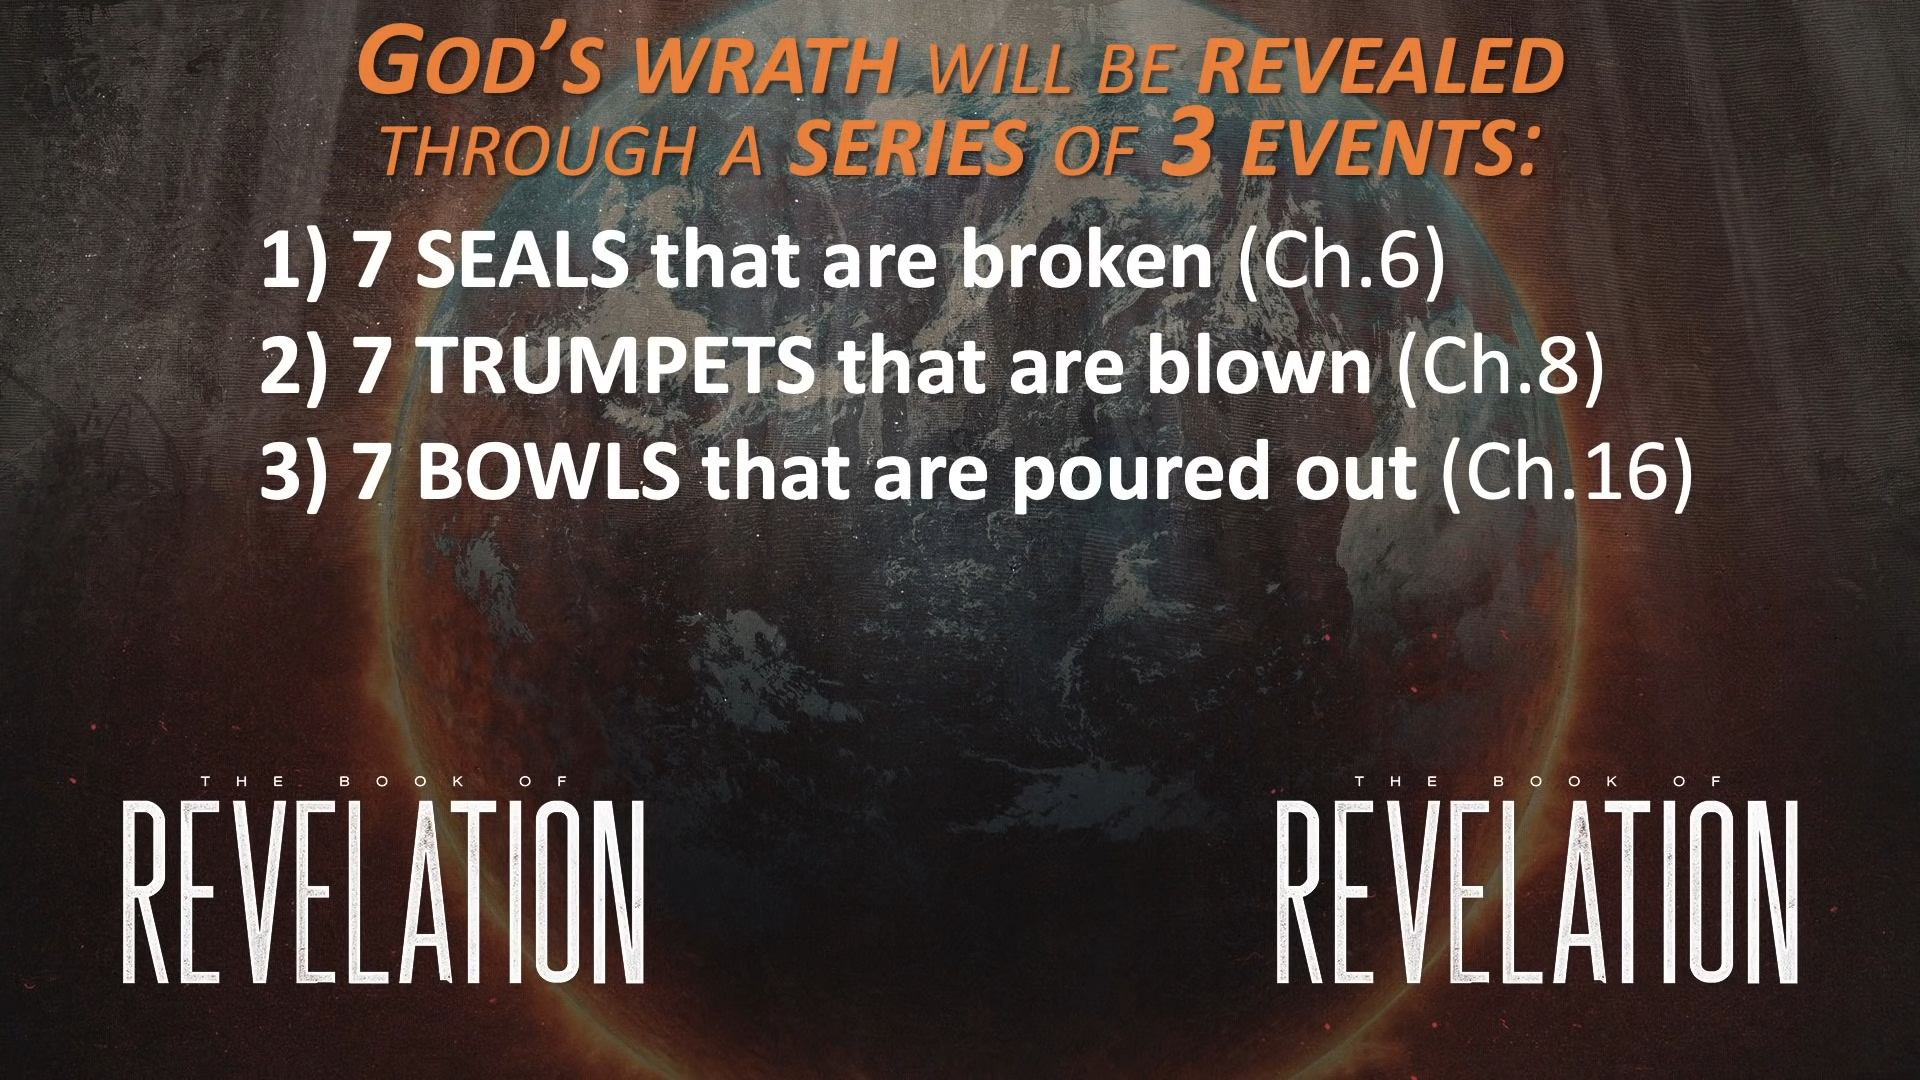 God's wrath will be revealed
through a series of 3 events:
1) 7 SEALS that are broken (Ch.6)
2) 7 TRUMPETS that are blown (Ch.8)
3) 7 BOWLS that are poured out (Ch.16)
THE BOOK OF
REVELATION
THE BOOK OF
REVELATION